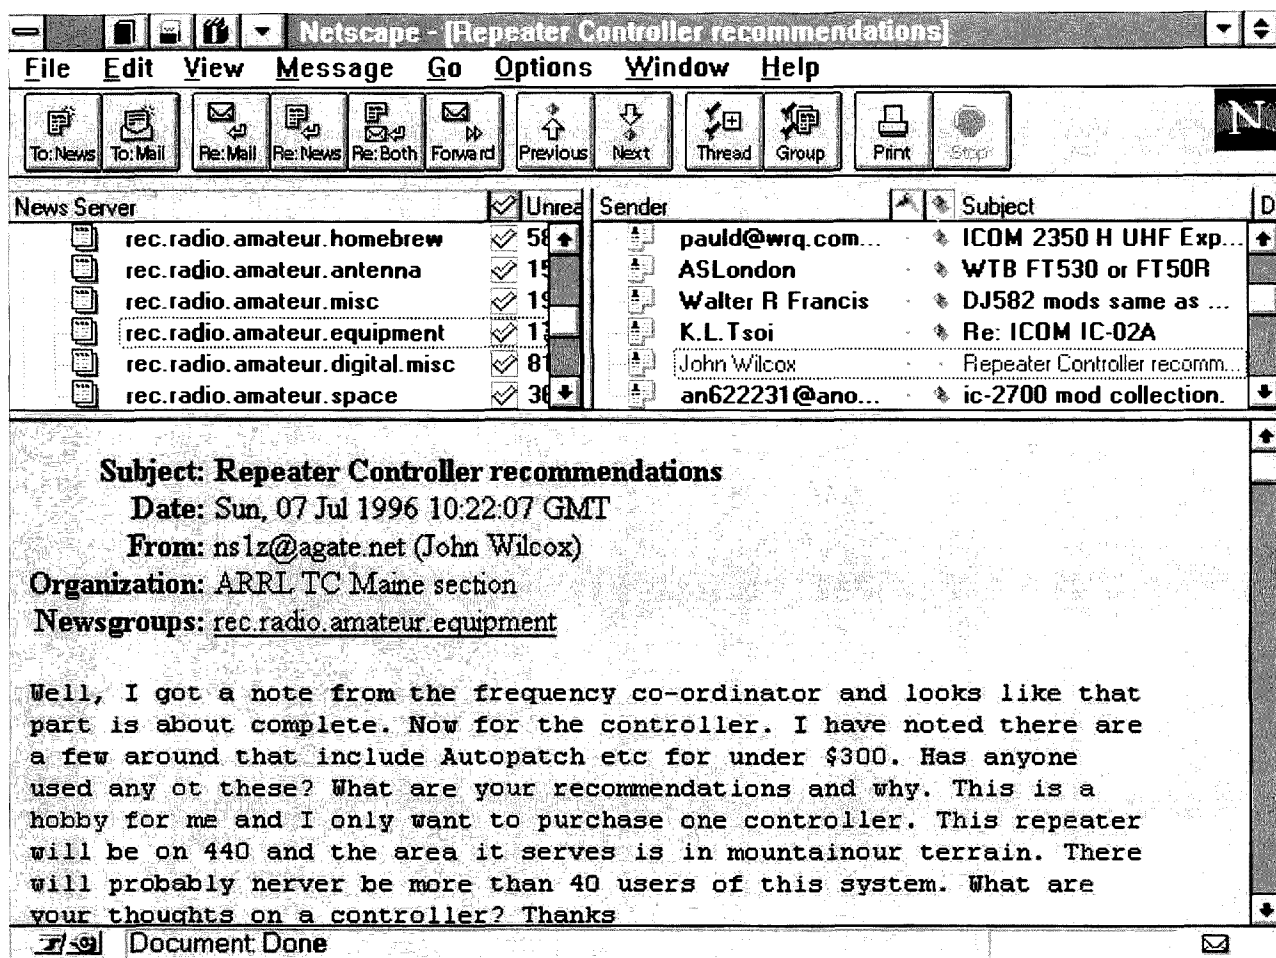 Netscape - [Repeater Controller recommendations]
File Edit View Message Go Options Window Help
To: News To: Mail Re: Mail Re: News Re: Both Forward Previous Next Thread Group Print Stop
N
News Server Unrea Sender Subject D
rec.radio.amateur.homebrew 58 pauld@wrq.com... ICOM 2350 H UHF Exp...
rec.radio.amateur.antenna 15 ASLondon WTB FT530 or FT50R
rec.radio.amateur.misc 19 Walter R Francis DJ582 mods same as ...
rec.radio.amateur.equipment K.L.Tsoi Re: ICOM IC-02A
rec.radio.amateur.digital.misc 81 John Wilcox Repeater Controller recomm...
rec.radio.amateur.space an622231@ano... ic-2700 mod collection.
Subject: Repeater Controller recommendations
Date: Sun, 07 Jul 1996 10:22:07 GMT
From: ns1z@agate.net (John Wilcox)
Organization: ARRL TC Maine section
Newsgroups: rec.radio.amateur.equipment
Well, I got a note from the frequency co-ordinator and looks like that
part is about complete. Now for the controller. I have noted there are
a few around that include Autopatch etc for under $300. Has anyone
used any ot these? What are your recommendations and why. This is a
hobby for me and I only want to purchase one controller. This repeater
will be on 440 and the area it serves is in mountainour terrain. There
will probably nerver be more than 40 users of this system. What are
your thoughts on a controller? Thanks
Document: Done